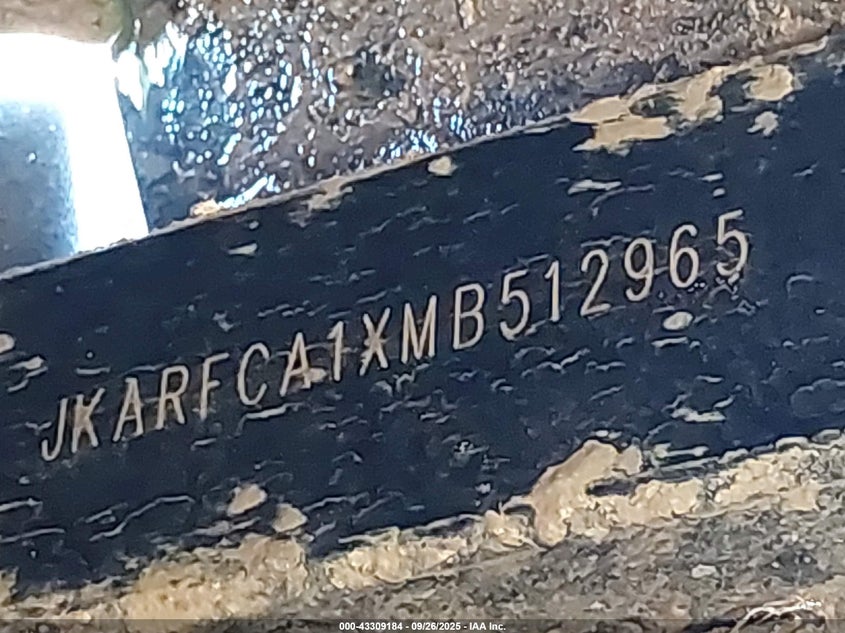 JKARFCA1XMB512965
000-43309184 - 09/26/2025 - IAA Inc.